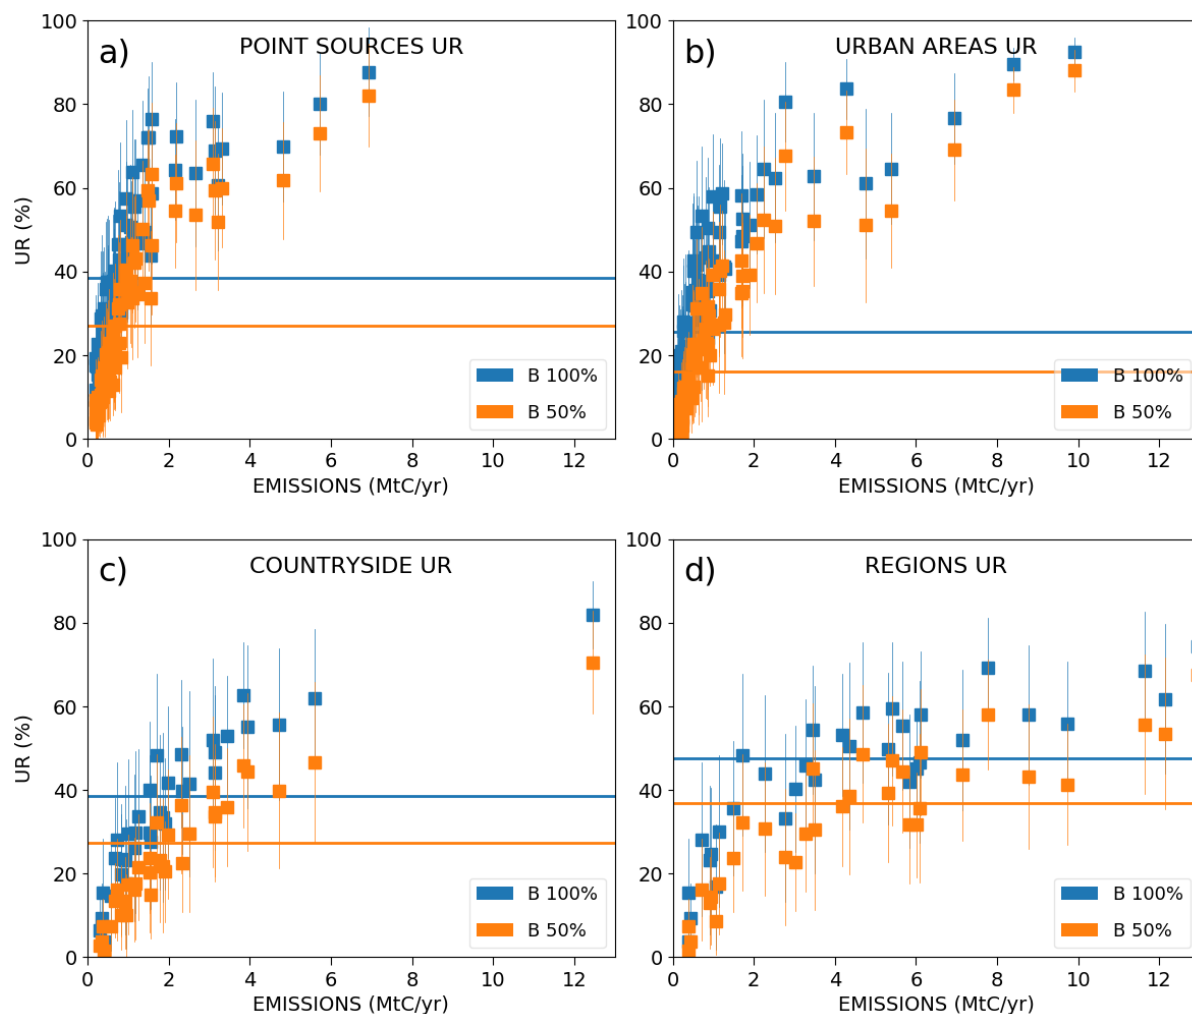 a) POINT SOURCES UR
100
80
60
40
20
0
UR (%)
0 2 4 6 8 10 12
EMISSIONS (MtC/yr)
B 100%
B 50%
b) URBAN AREAS UR
100
80
60
40
20
0
0 2 4 6 8 10 12
EMISSIONS (MtC/yr)
B 100%
B 50%
c) COUNTRYSIDE UR
100
80
60
40
20
0
UR (%)
0 2 4 6 8 10 12
EMISSIONS (MtC/yr)
B 100%
B 50%
d) REGIONS UR
100
80
60
40
20
0
0 2 4 6 8 10 12
EMISSIONS (MtC/yr)
B 100%
B 50%